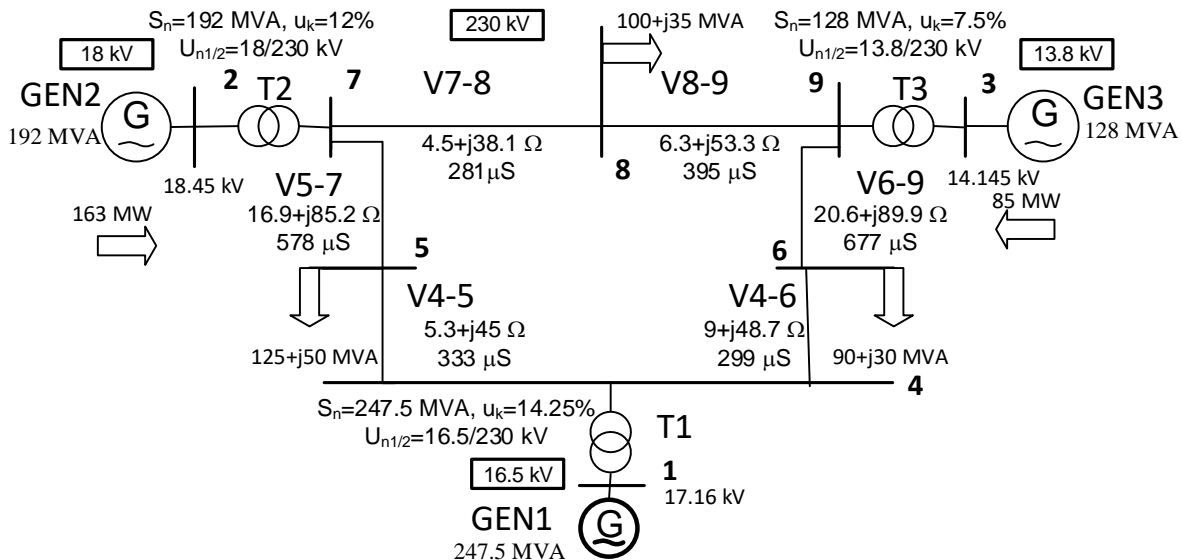 Sₙ=192 MVA, uₖ=12%
Uₙ₁/₂=18/230 kV
230 kV
100+j35 MVA
Sₙ=128 MVA, uₖ=7.5%
Uₙ₁/₂=13.8/230 kV
18 kV
13.8 kV
GEN2
192 MVA
G
2
T2
7
V7-8
V8-9
9
T3
3
G
GEN3
128 MVA
4.5+j38.1 Ω
281μS
8
6.3+j53.3 Ω
395 μS
18.45 kV
14.145 kV
163 MW
85 MW
V5-7
16.9+j85.2 Ω
578 μS
V6-9
20.6+j89.9 Ω
677 μS
5
6
V4-5
5.3+j45 Ω
333 μS
V4-6
9+j48.7 Ω
299 μS
125+j50 MVA
90+j30 MVA
4
Sₙ=247.5 MVA, uₖ=14.25%
Uₙ₁/₂=16.5/230 kV
T1
16.5 kV
1
17.16 kV
GEN1
247.5 MVA
G